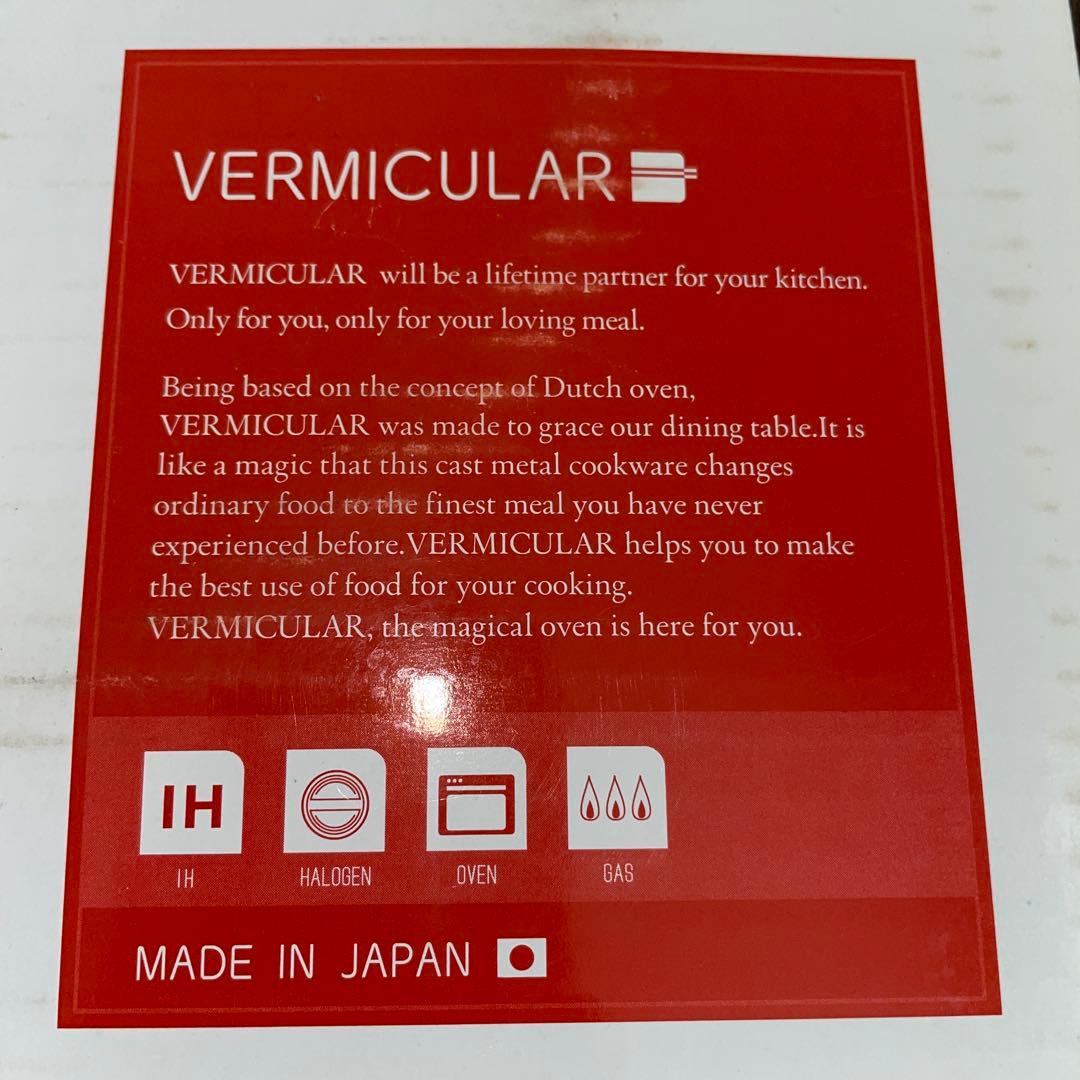 VERMICULAR
VERMICULAR will be a lifetime partner for your kitchen.
Only for you, only for your loving meal.
Being based on the concept of Dutch oven,
VERMICULAR was made to grace our dining table.It is
like a magic that this cast metal cookware changes
ordinary food to the finest meal you have never
experienced before.VERMICULAR helps you to make
the best use of food for your cooking.
VERMICULAR, the magical oven is here for you.
IH
IH HALOGEN OVEN GAS
MADE IN JAPAN